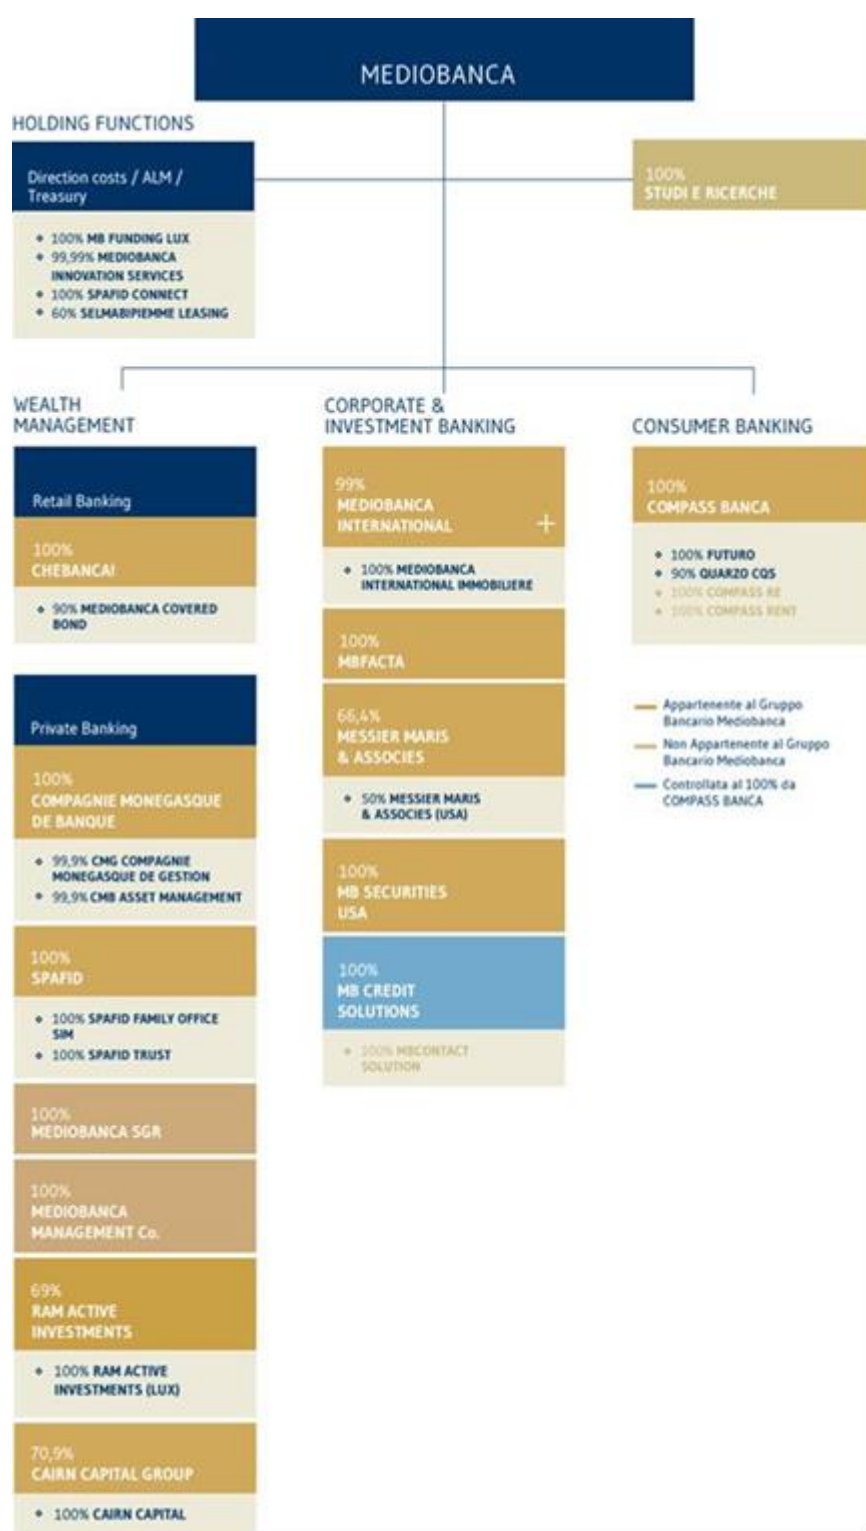 MEDIOBANCA
HOLDING FUNCTIONS
Direction costs / ALM /
Treasury
• 100% MB FUNDING LUX
• 99,99% MEDIOBANCA
INNOVATION SERVICES
• 100% SPAFID CONNECT
• 60% SELMABIPIEMME LEASING
100%
STUDI E RICERCHE
WEALTH
MANAGEMENT
Retail Banking
100%
CHEBANCA!
• 90% MEDIOBANCA COVERED
BOND
Private Banking
100%
COMPAGNIE MONEGASQUE
DE BANQUE
• 99,9% CMG COMPAGNIE
MONEGASQUE DE GESTION
• 99,9% CMB ASSET MANAGEMENT
100%
SPAFID
• 100% SPAFID FAMILY OFFICE
SIM
• 100% SPAFID TRUST
100%
MEDIOBANCA SGR
100%
MEDIOBANCA
MANAGEMENT Co.
69%
RAM ACTIVE
INVESTMENTS
• 100% RAM ACTIVE
INVESTMENTS (LUX)
70,9%
CAIRN CAPITAL GROUP
• 100% CAIRN CAPITAL
CORPORATE &
INVESTMENT BANKING
99%
MEDIOBANCA
INTERNATIONAL +
• 100% MEDIOBANCA
INTERNATIONAL IMMOBILIERE
100%
MBFACTA
66,4%
MESSIER MARIS
& ASSOCIES
• 50% MESSIER MARIS
& ASSOCIES (USA)
100%
MB SECURITIES
USA
100%
MB CREDIT
SOLUTIONS
• 100% MBCONTACT
SOLUTION
CONSUMER BANKING
100%
COMPASS BANCA
• 100% FUTURO
• 90% QUARZO CQS
• 100% COMPASS RE
• 100% COMPASS RENT
Appartenente al Gruppo
Bancario Mediobanca
Non Appartenente al Gruppo
Bancario Mediobanca
Controllata al 100% da
COMPASS BANCA